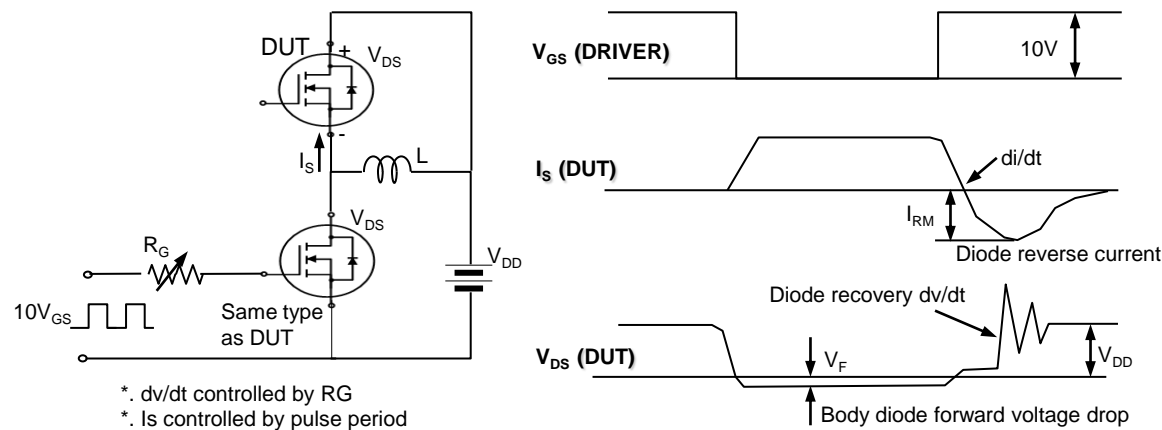 DUT
+
V_DS
-
I_S
L
V_DS
R_G
V_DD
10V_GS
Same type
as DUT
*. dv/dt controlled by RG
*. Is controlled by pulse period
V_GS (DRIVER)
10V
I_S (DUT)
di/dt
I_RM
Diode reverse current
Diode recovery dv/dt
V_DS (DUT)
V_F
V_DD
Body diode forward voltage drop